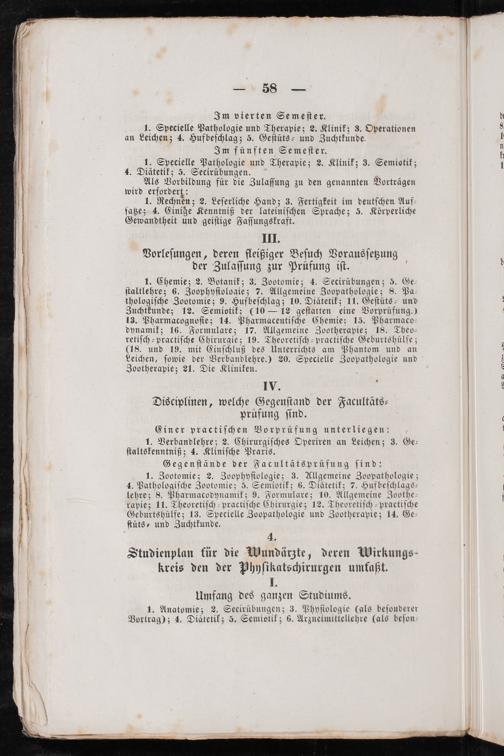 — 58 —
Im vierten Semester.
1. Specielle Pathologie und Therapie; 2. Klinik; 3. Operationen
an Leichen; 4. Hufbeschlag; 5. Gestüts- und Zuchtkunde.
Im fünften Semester.
1. Specielle Pathologie und Therapie; 2. Klinik; 3. Semiotik;
4. Diätetik; 5. Secirübungen.
Als Vorbildung für die Zulassung zu den genannten Vorträgen
wird erfordert:
1. Rechnen; 2. Leserliche Hand; 3. Fertigkeit im deutschen Auf-
satze; 4. Einige Kenntniß der lateinischen Sprache; 5. Körperliche
Gewandtheit und geistige Fassungskraft.
III.
Vorlesungen, deren fleißiger Besuch Voraussetzung
der Zulassung zur Prüfung ist.
1. Chemie; 2. Botanik; 3. Zootomie; 4. Secirübungen; 5. Ge-
staltlehre; 6. Zoophysiologie; 7. Allgemeine Zoopathologie; 8. Pa-
thologische Zootomie; 9. Hufbeschlag; 10. Diätetik; 11. Gestüts- und
Zuchtkunde; 12. Semiotik; (10—12 gestatten eine Vorprüfung.)
13. Pharmacognosie; 14. Pharmaceutische Chemie; 15. Pharmaco-
dynamik; 16. Formulare; 17. Allgemeine Zootherapie; 18. Theo-
retisch-practische Chirurgie; 19. Theoretisch-practische Geburtshülfe;
(18. und 19. mit Einschluß des Unterrichts am Phantom und an
Leichen, sowie der Verbandlehre.) 20. Specielle Zoopathologie und
Zootherapie; 21. Die Kliniken.
IV.
Disciplinen, welche Gegenstand der Facultäts-
prüfung sind.
Einer practischen Vorprüfung unterliegen:
1. Verbandlehre; 2. Chirurgisches Operiren an Leichen; 3. Ge-
staltskenntniß; 4. Klinische Praxis.
Gegenstände der Facultätsprüfung sind:
1. Zootomie; 2. Zoophysiologie; 3. Allgemeine Zoopathologie;
4. Pathologische Zootomie; 5. Semiotik; 6. Diätetik; 7. Hufbeschlags-
lehre; 8. Pharmacodynamik; 9. Formulare; 10. Allgemeine Zoothe-
rapie; 11. Theoretisch-practische Chirurgie; 12. Theoretisch-practische
Geburtshülfe; 13. Specielle Zoopathologie und Zootherapie; 14. Ge-
stüts- und Zuchtkunde.
4.
Studienplan für die Wundärzte, deren Wirkungs-
kreis den der Physikatschirurgen umfaßt.
I.
Umfang des ganzen Studiums.
1. Anatomie; 2. Secirübungen; 3. Physiologie (als besonderer
Vortrag); 4. Diätetik; 5. Semiotik; 6. Arzneimittellehre (als beson-